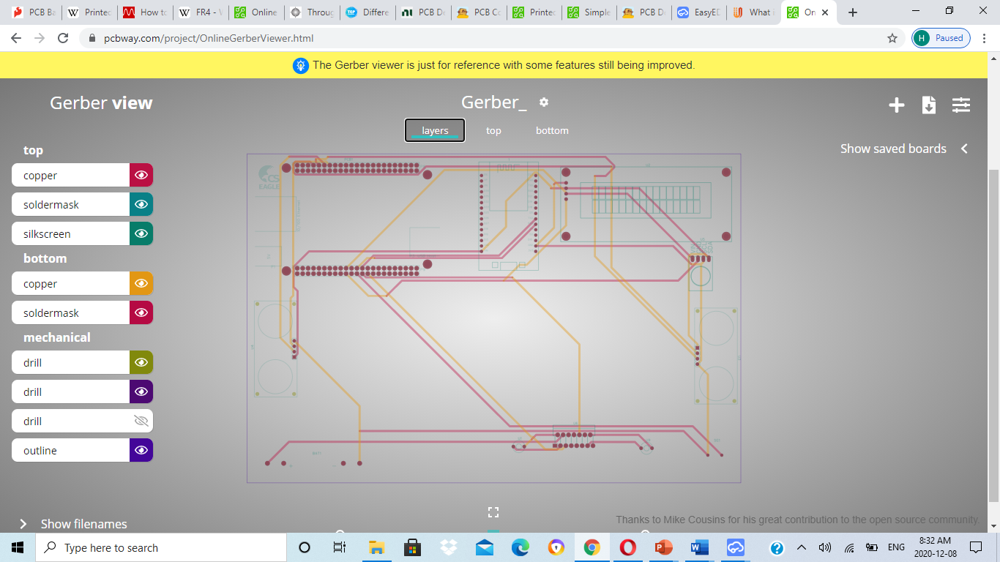 PCB Ba
Printed
How to
FR4 - W
Online
Throug
Differe
PCB De
PCB Co
Printed
Simple
PCB D
EasyED
What i
On
pcbway.com/project/OnlineGerberViewer.html
H
Paused
The Gerber viewer is just for reference with some features still being improved.
Gerber view
Gerber_
layers
top
bottom
Show saved boards
top
copper
soldermask
silkscreen
bottom
copper
soldermask
mechanical
drill
drill
drill
outline
CS
EAGLE
SDA
Show filenames
Thanks to Mike Cousins for his great contribution to the open source community.
Type here to search
ENG
8:32 AM
2020-12-08